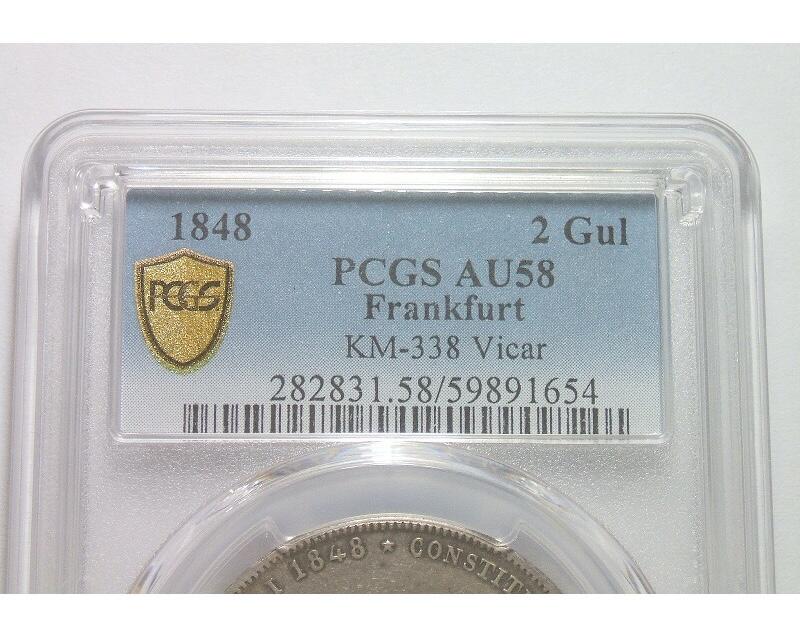 1848 2 Gul
PCGS AU58
PCGS
Frankfurt
KM-338 Vicar
282831.58/59891654
1848 * CONSTIT